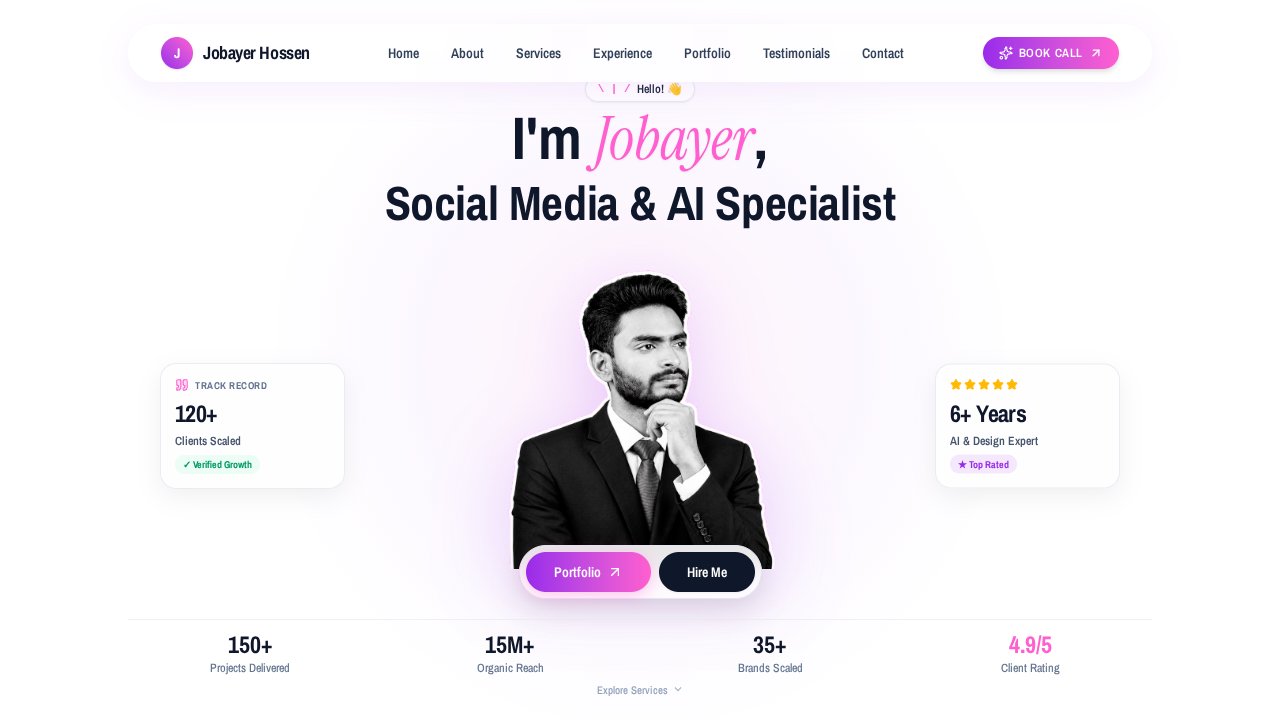 J Jobayer Hossen Home About Services Experience Portfolio Testimonials Contact BOOK CALL
\ | / Hello! 👋
I'm Jobayer,
Social Media & AI Specialist
TRACK RECORD
120+
Clients Scaled
✓ Verified Growth
6+ Years
AI & Design Expert
★ Top Rated
Portfolio Hire Me
150+ 15M+ 35+ 4.9/5
Projects Delivered Organic Reach Brands Scaled Client Rating
Explore Services